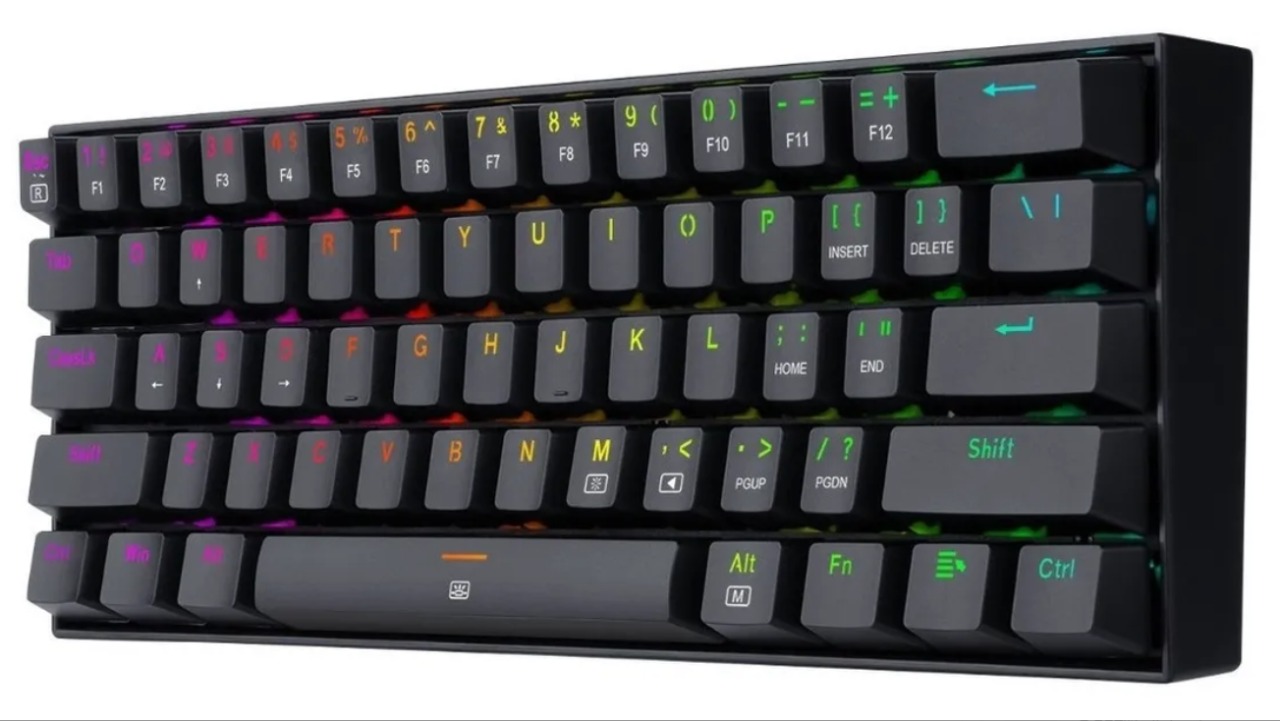 Esc 1 ! 2 @ 3 # 4 $ 5 % 6 ^ 7 & 8 * 9 ( 0 ) - - = + ←
R F1 F2 F3 F4 F5 F6 F7 F8 F9 F10 F11 F12
Tab Q W E R T Y U I O P [ { ] } \ |
↑ INSERT DELETE
CapsLk A S D F G H J K L ; : ' "
← ↓ → HOME END
Shift Z X C V B N M , < . > / ? Shift
PGUP PGDN
Ctrl Win Alt Alt Fn Ctrl
M